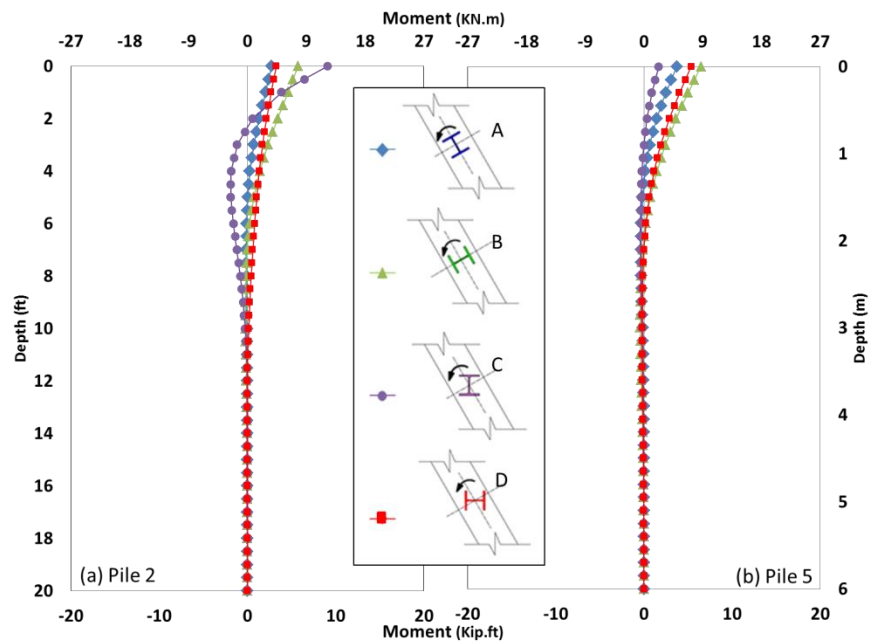 Moment (KN.m)
-27 -18 -9 0 9 18 27
-27 -18 -9 0 9 18 27
0
2
4
6
8
10
12
14
16
18
20
Depth (ft)
A
B
C
D
0
1
2
3
4
5
6
Depth (m)
(a) Pile 2
(b) Pile 5
-20 -10 0 10 20
-20 -10 0 10 20
Moment (Kip.ft)